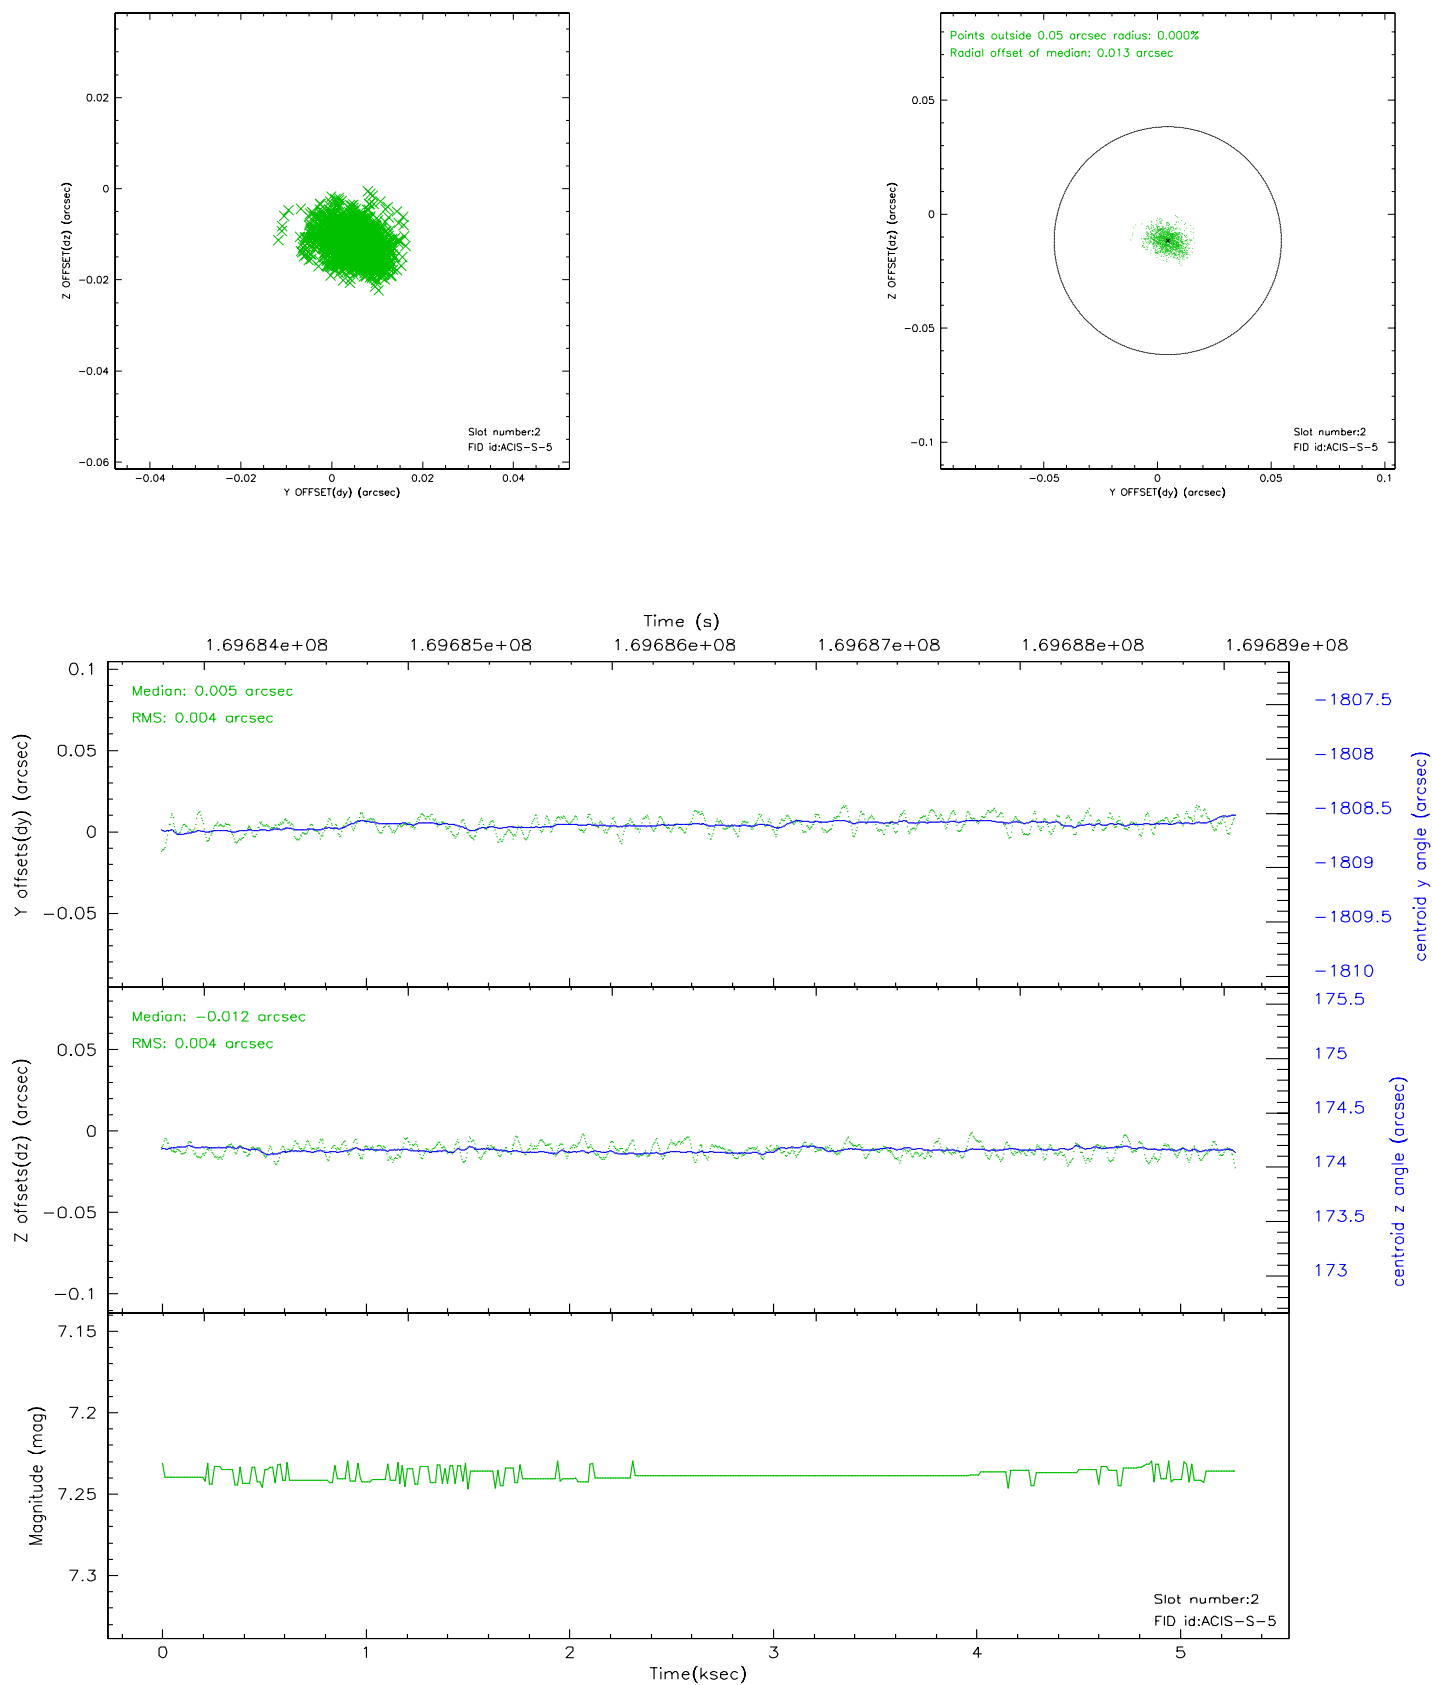 0.02
0
-0.02
-0.04
-0.06
Z OFFSET(dz) (arcsec)
Slot number:2
FID id:ACIS-S-5
-0.04
-0.02
0
0.02
0.04
Y OFFSET(dy) (arcsec)
Points outside 0.05 arcsec radius: 0.000%
Radial offset of median: 0.013 arcsec
0.05
0
-0.05
-0.1
Z OFFSET(dz) (arcsec)
Slot number:2
FID id:ACIS-S-5
-0.05
0
0.05
0.1
Y OFFSET(dy) (arcsec)
Time (s)
1.69684e+08
1.69685e+08
1.69686e+08
1.69687e+08
1.69688e+08
1.69689e+08
0.1
0.05
0
-0.05
Y offsets(dy) (arcsec)
Median: 0.005 arcsec
RMS: 0.004 arcsec
-1807.5
-1808
-1808.5
-1809
-1809.5
-1810
centroid y angle (arcsec)
0.05
0
-0.05
-0.1
Z offsets(dz) (arcsec)
Median: -0.012 arcsec
RMS: 0.004 arcsec
175.5
175
174.5
174
173.5
173
centroid z angle (arcsec)
7.15
7.2
7.25
7.3
Magnitude (mag)
Slot number:2
FID id:ACIS-S-5
0
1
2
3
4
5
Time(ksec)